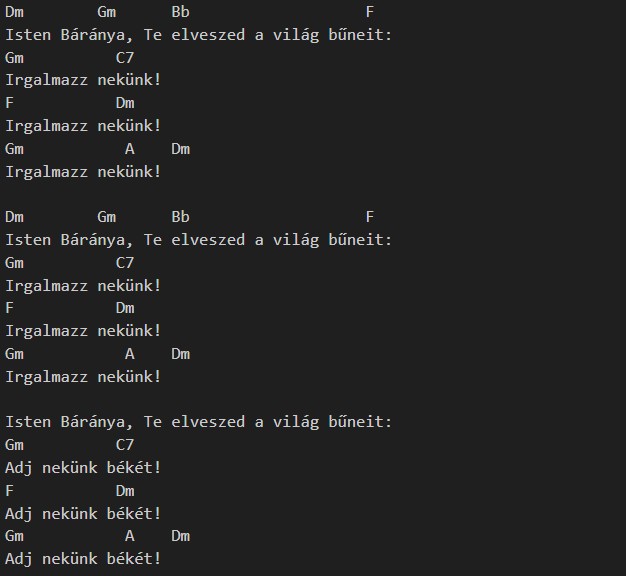 Dm        Gm      Bb                   F
Isten Báránya, Te elveszed a világ bűneit:
Gm          C7
Irgalmazz nekünk!
F           Dm
Irgalmazz nekünk!
Gm           A    Dm
Irgalmazz nekünk!

Dm        Gm      Bb                   F
Isten Báránya, Te elveszed a világ bűneit:
Gm          C7
Irgalmazz nekünk!
F           Dm
Irgalmazz nekünk!
Gm           A    Dm
Irgalmazz nekünk!

Isten Báránya, Te elveszed a világ bűneit:
Gm          C7
Adj nekünk békét!
F           Dm
Adj nekünk békét!
Gm           A    Dm
Adj nekünk békét!